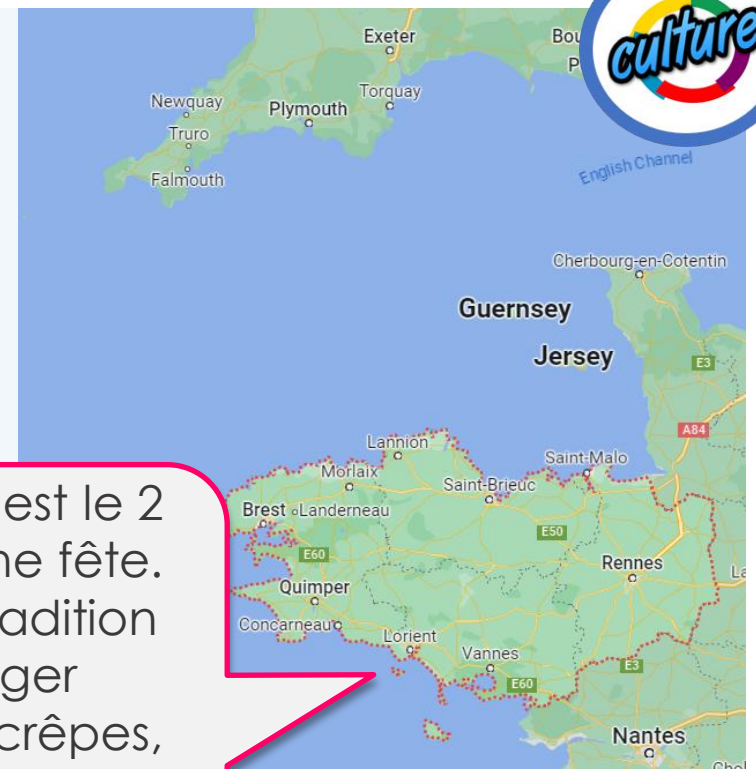 culture
Exeter
Newquay
Plymouth
Torquay
Truro
Falmouth
English Channel
Cherbourg-en-Cotentin
Guernsey
Jersey
E3
A84
Lannion
Morlaix
Saint-Brieuc
Saint-Malo
Brest
Landerneau
E50
E60
Rennes
Quimper
Concarneau
Lorient
Vannes
E3
E60
Nantes
est le 2
ne fête.
adition
ger
crêpes,